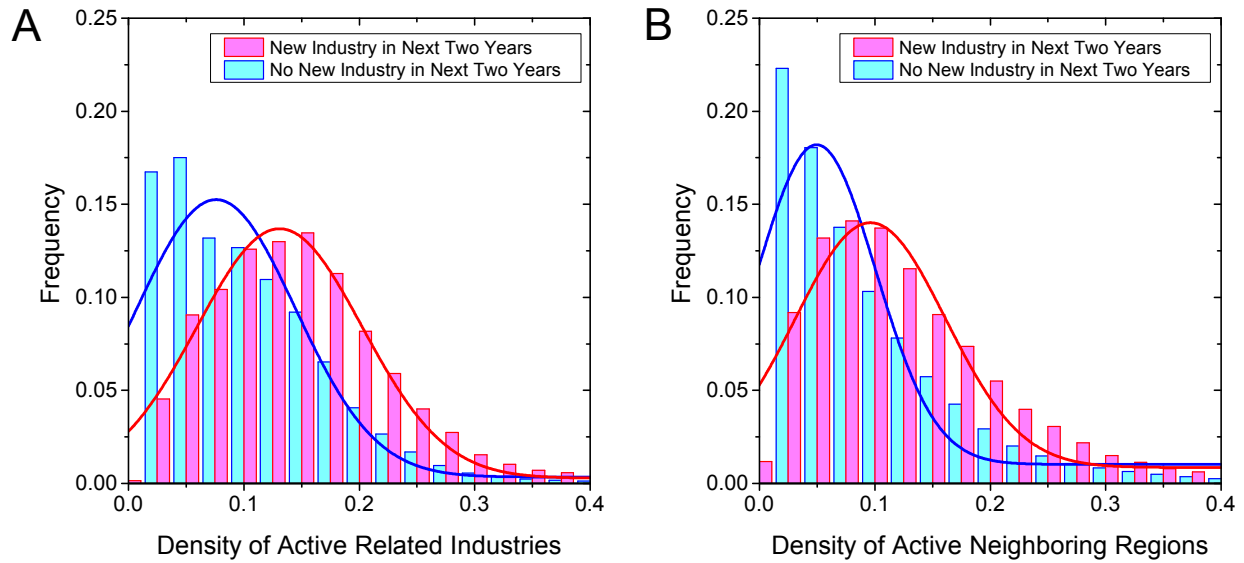 A
New Industry in Next Two Years
No New Industry in Next Two Years
0.25
0.20
0.15
0.10
0.05
0.00
Frequency
0.0 0.1 0.2 0.3 0.4
Density of Active Related Industries
B
New Industry in Next Two Years
No New Industry in Next Two Years
0.25
0.20
0.15
0.10
0.05
0.00
Frequency
0.0 0.1 0.2 0.3 0.4
Density of Active Neighboring Regions